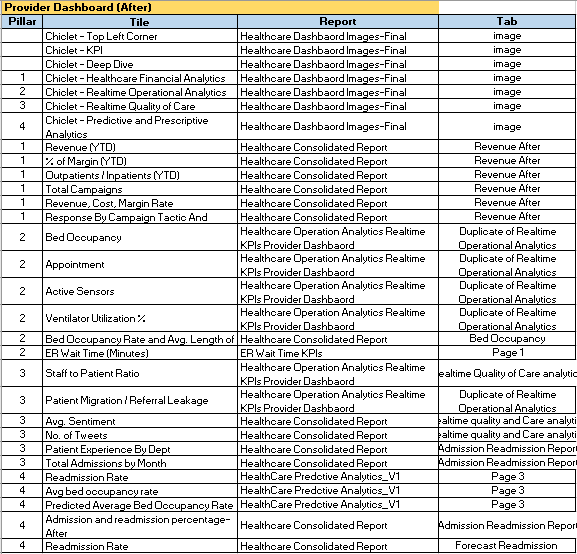 Provider Dashboard (After)
Pillar Tile Report Tab
Chiclet - Top Left Corner Healthcare Dashbaord Images-Final image
Chiclet - KPI Healthcare Dashbaord Images-Final image
Chiclet - Deep Dive Healthcare Dashbaord Images-Final image
1 Chiclet - Healthcare Financial Analytics Healthcare Dashbaord Images-Final image
2 Chiclet - Realtime Operational Analytics Healthcare Dashbaord Images-Final image
3 Chiclet - Realtime Quality of Care Healthcare Dashbaord Images-Final image
4 Chiclet - Predictive and Prescriptive Healthcare Dashbaord Images-Final image
Analytics
1 Revenue (YTD) Healthcare Consolidated Report Revenue After
1 % of Margin (YTD) Healthcare Consolidated Report Revenue After
1 Outpatients / Inpatients (YTD) Healthcare Consolidated Report Revenue After
1 Total Campaigns Healthcare Consolidated Report Revenue After
1 Revenue, Cost, Margin Rate Healthcare Consolidated Report Revenue After
1 Response By Campaign Tactic And Healthcare Consolidated Report Revenue After
2 Bed Occupancy Healthcare Operation Analytics Realtime Duplicate of Realtime
KPIs Provider Dashbaord Operational Analytics
2 Appointment Healthcare Operation Analytics Realtime Duplicate of Realtime
KPIs Provider Dashbaord Operational Analytics
2 Active Sensors Healthcare Operation Analytics Realtime Duplicate of Realtime
KPIs Provider Dashbaord Operational Analytics
2 Ventilator Utilization % Healthcare Operation Analytics Realtime Duplicate of Realtime
KPIs Provider Dashbaord Operational Analytics
2 Bed Occupancy Rate and Avg. Length of Healthcare Consolidated Report Bed Occupancy
2 ER Wait Time (Minutes) ER Wait Time KPIs Page 1
3 Staff to Patient Ratio Healthcare Operation Analytics Realtime ealtime Quality of Care analytic
KPIs Provider Dashbaord
3 Patient Migration / Referral Leakage Healthcare Operation Analytics Realtime Duplicate of Realtime
KPIs Provider Dashbaord Operational Analytics
3 Avg. Sentiment Healthcare Consolidated Report ealtime quality and Care analyti
3 No. of Tweets Healthcare Consolidated Report ealtime quality and Care analyti
3 Patient Experience By Dept Healthcare Consolidated Report Admission Readmission Repor
3 Total Admissions by Month Healthcare Consolidated Report Admission Readmission Repor
4 Readmission Rate HealthCare Predctive Analytics_V1 Page 3
4 Avg bed occupancy rate HealthCare Predctive Analytics_V1 Page 3
4 Predicted Average Bed Occupancy Rate HealthCare Predctive Analytics_V1 Page 3
4 Admission and readmission percentage- Healthcare Consolidated Report Admission Readmission Repor
After
4 Readmission Rate Healthcare Consolidated Report Forecast Readmission